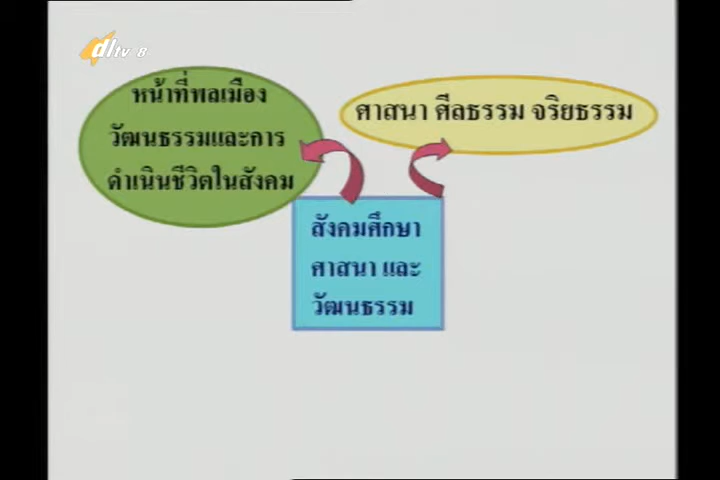 dltv 8
หน้าที่พลเมือง
วัฒนธรรมและการ
ดำเนินชีวิตในสังคม
ศาสนา ศีลธรรม จริยธรรม
สังคมศึกษา
ศาสนา และ
วัฒนธรรม